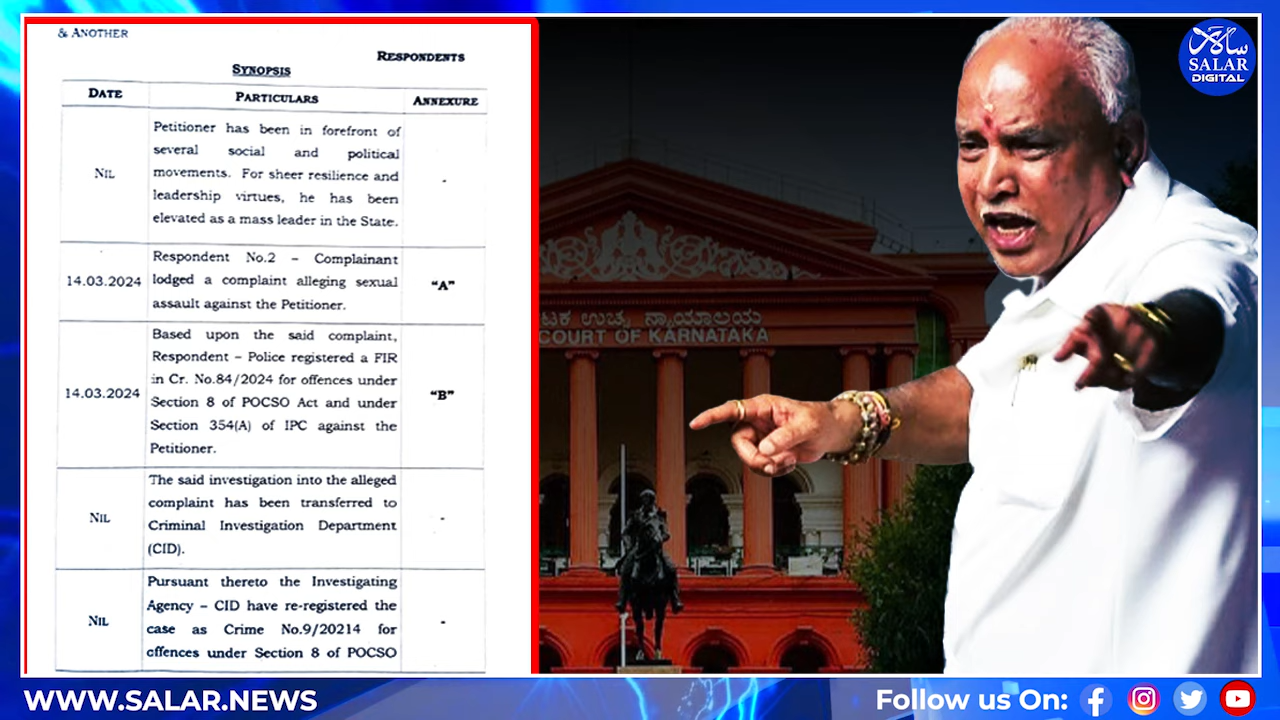 & ANOTHER
RESPONDENTS
SYNOPSIS
DATE PARTICULARS ANNEXURE
Petitioner has been in forefront of
several social and political
movements. For sheer resilience and
leadership virtues, he has been
elevated as a mass leader in the State.
NIL -
Respondent No.2 – Complainant
lodged a complaint alleging sexual
assault against the Petitioner.
14.03.2024 "A"
Based upon the said complaint,
Respondent – Police registered a FIR
in Cr. No.84/2024 for offences under
Section 8 of POCSO Act and under
Section 354(A) of IPC against the
Petitioner.
14.03.2024 "B"
The said investigation into the alleged
complaint has been transferred to
Criminal Investigation Department
(CID).
NIL -
Pursuant thereto the Investigating
Agency – CID have re-registered the
case as Crime No.9/20214 for
offences under Section 8 of POCSO
NIL -
ಟಕ ಉಚ್ಛ ನ್ಯಾಯಾಲಯ
COURT OF KARNATAKA
سالار
SALAR
DIGITAL
WWW.SALAR.NEWS
Follow us On: